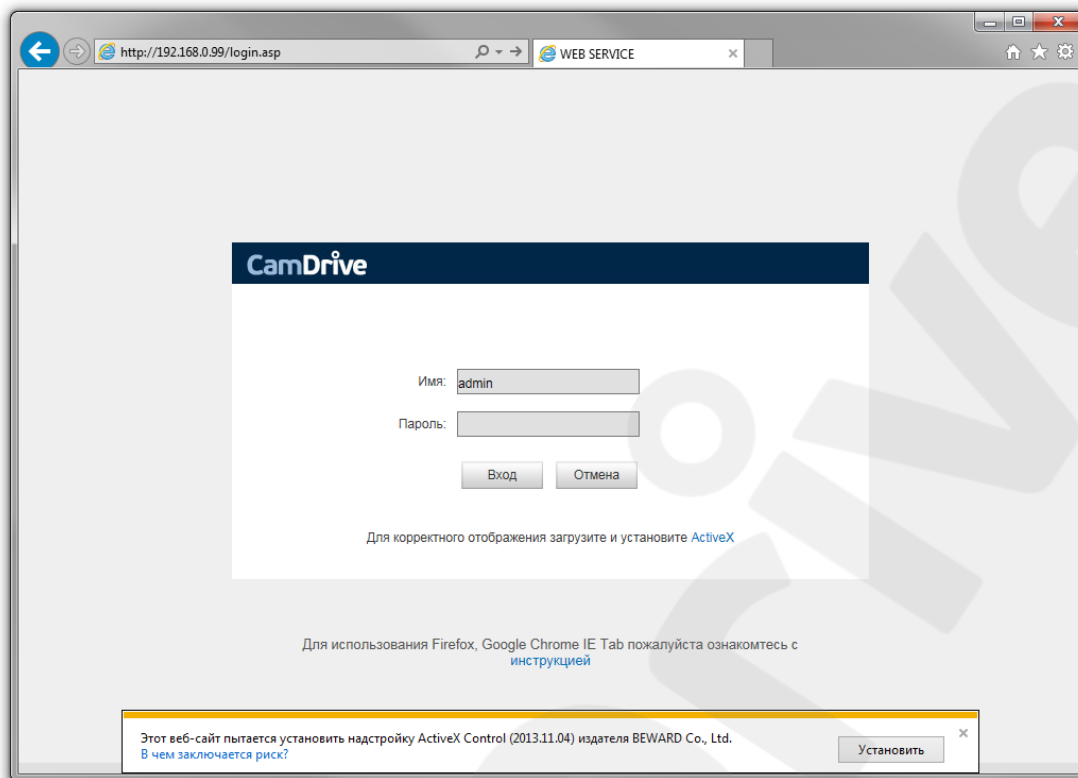 http://192.168.0.99/login.asp
WEB SERVICE
CamDrive
Имя:
admin
Пароль:
Вход
Отмена
Для корректного отображения загрузите и установите ActiveX
Для использования Firefox, Google Chrome IE Tab пожалуйста ознакомтесь с
инструкцией
Этот веб-сайт пытается установить надстройку ActiveX Control (2013.11.04) издателя BEWARD Co., Ltd.
В чем заключается риск?
Установить